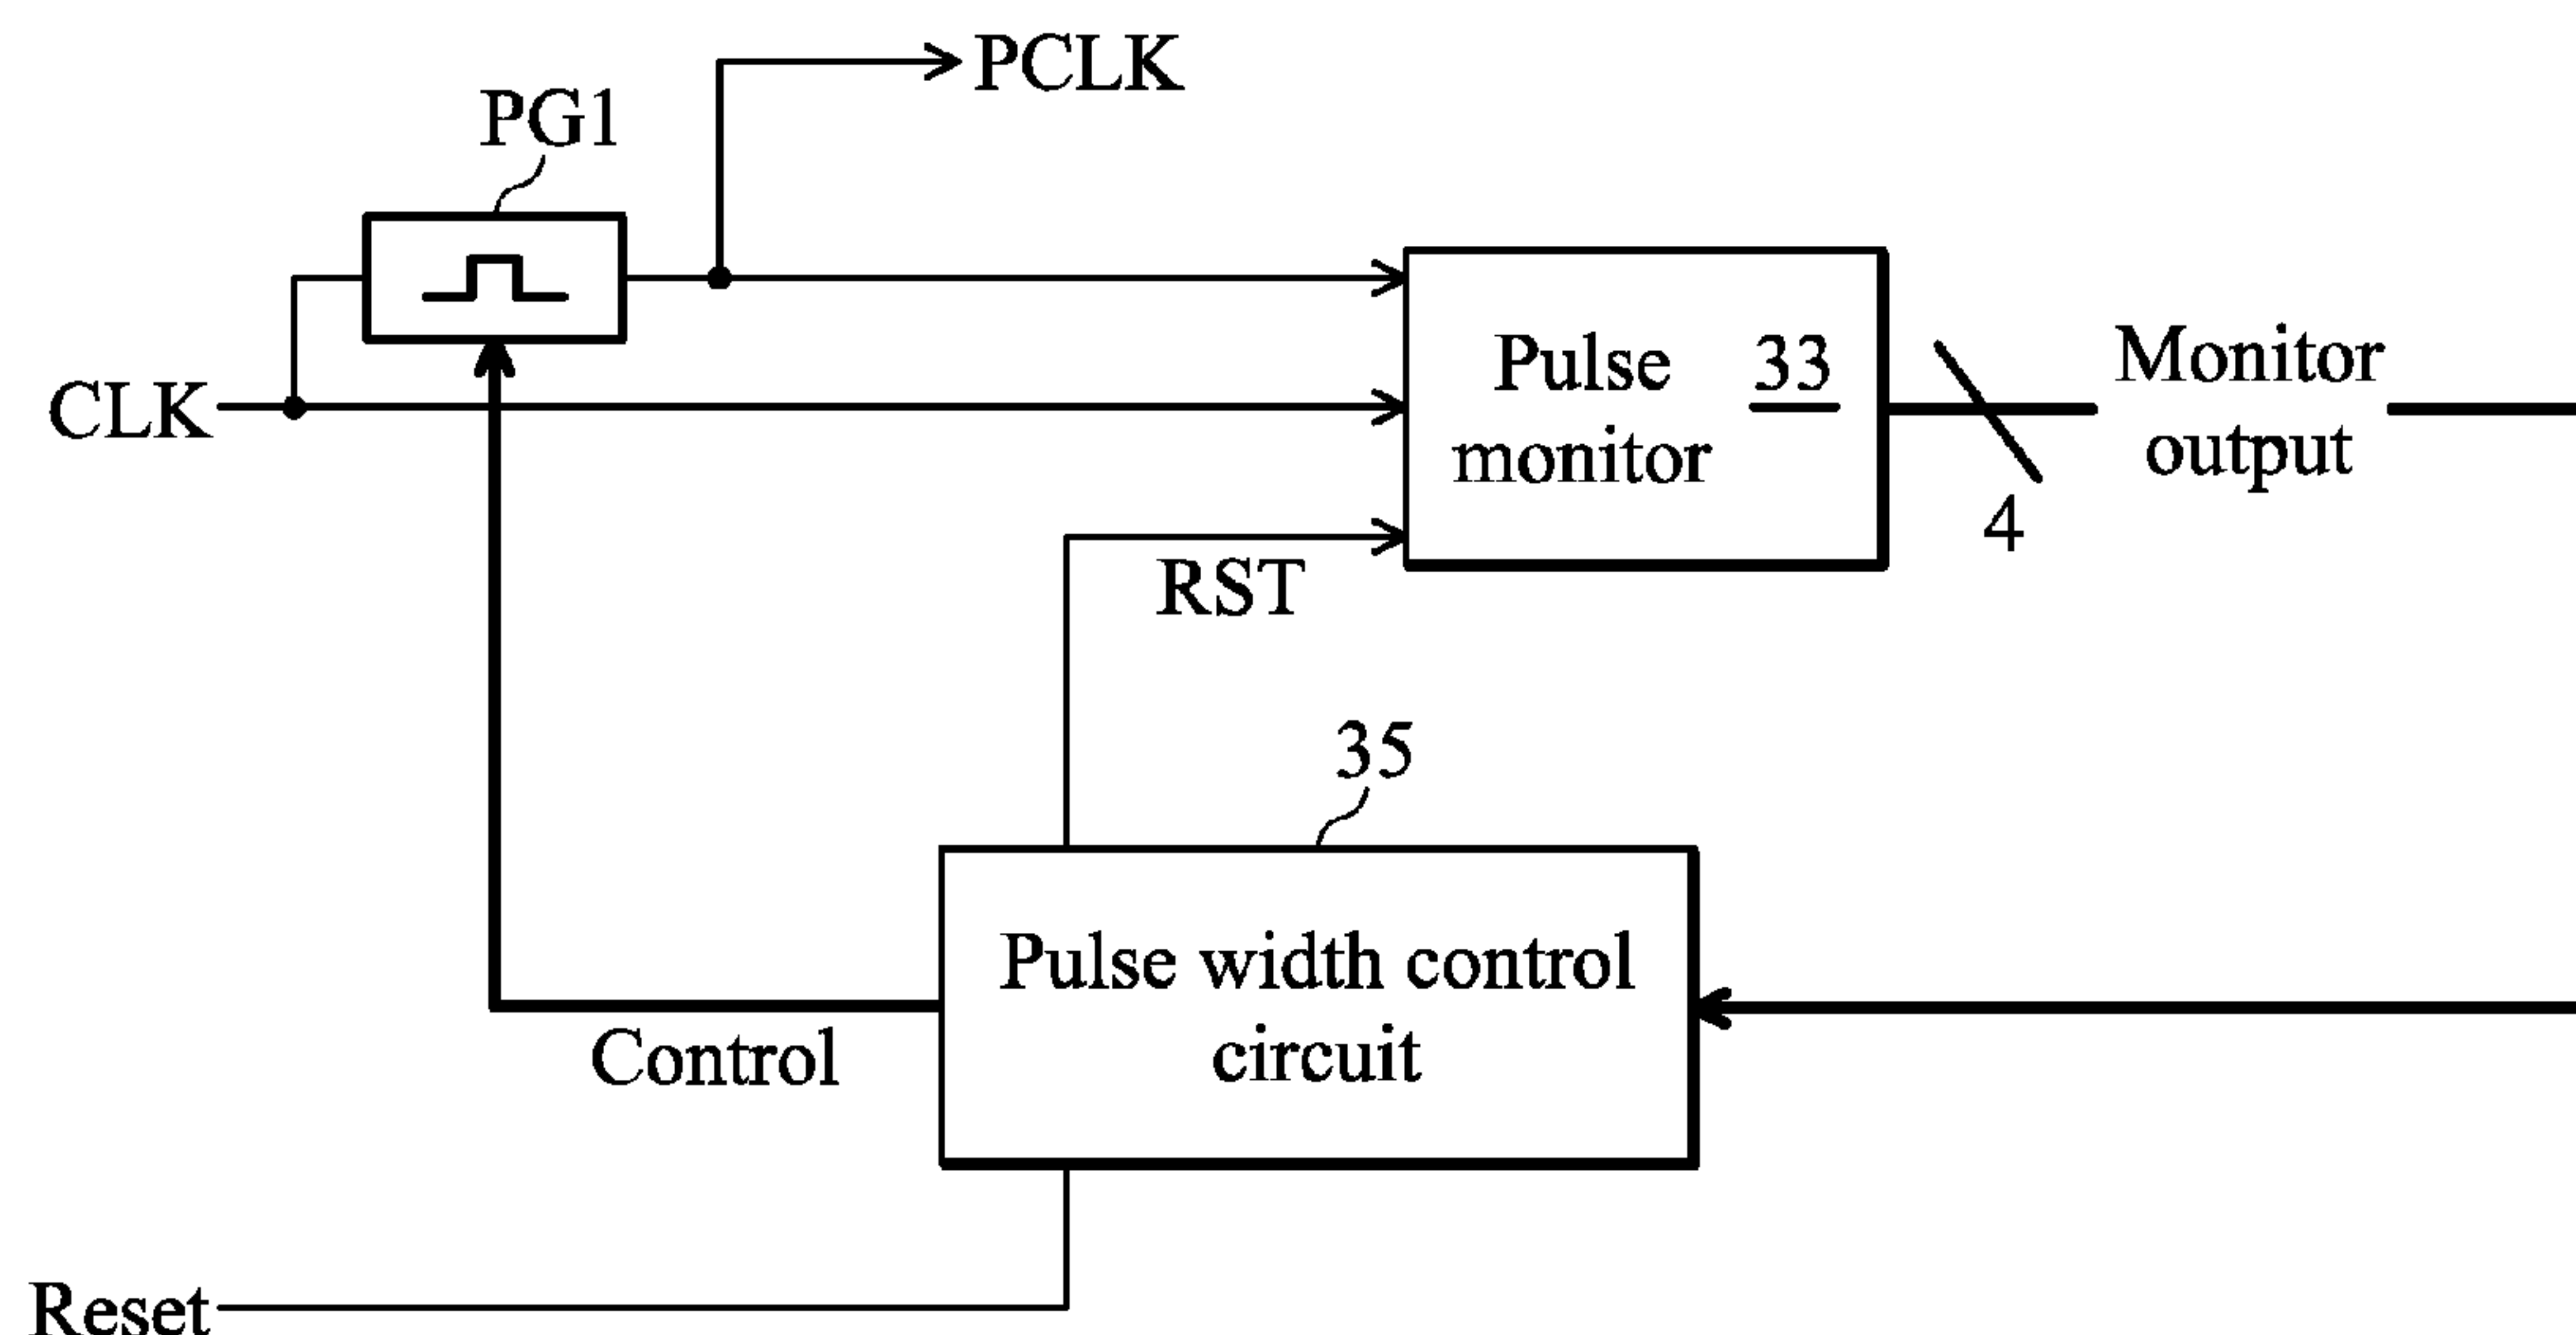 PCLK
PG1
CLK
Pulse 33
monitor
Monitor
output
4
RST
35
Pulse width control
circuit
Control
Reset